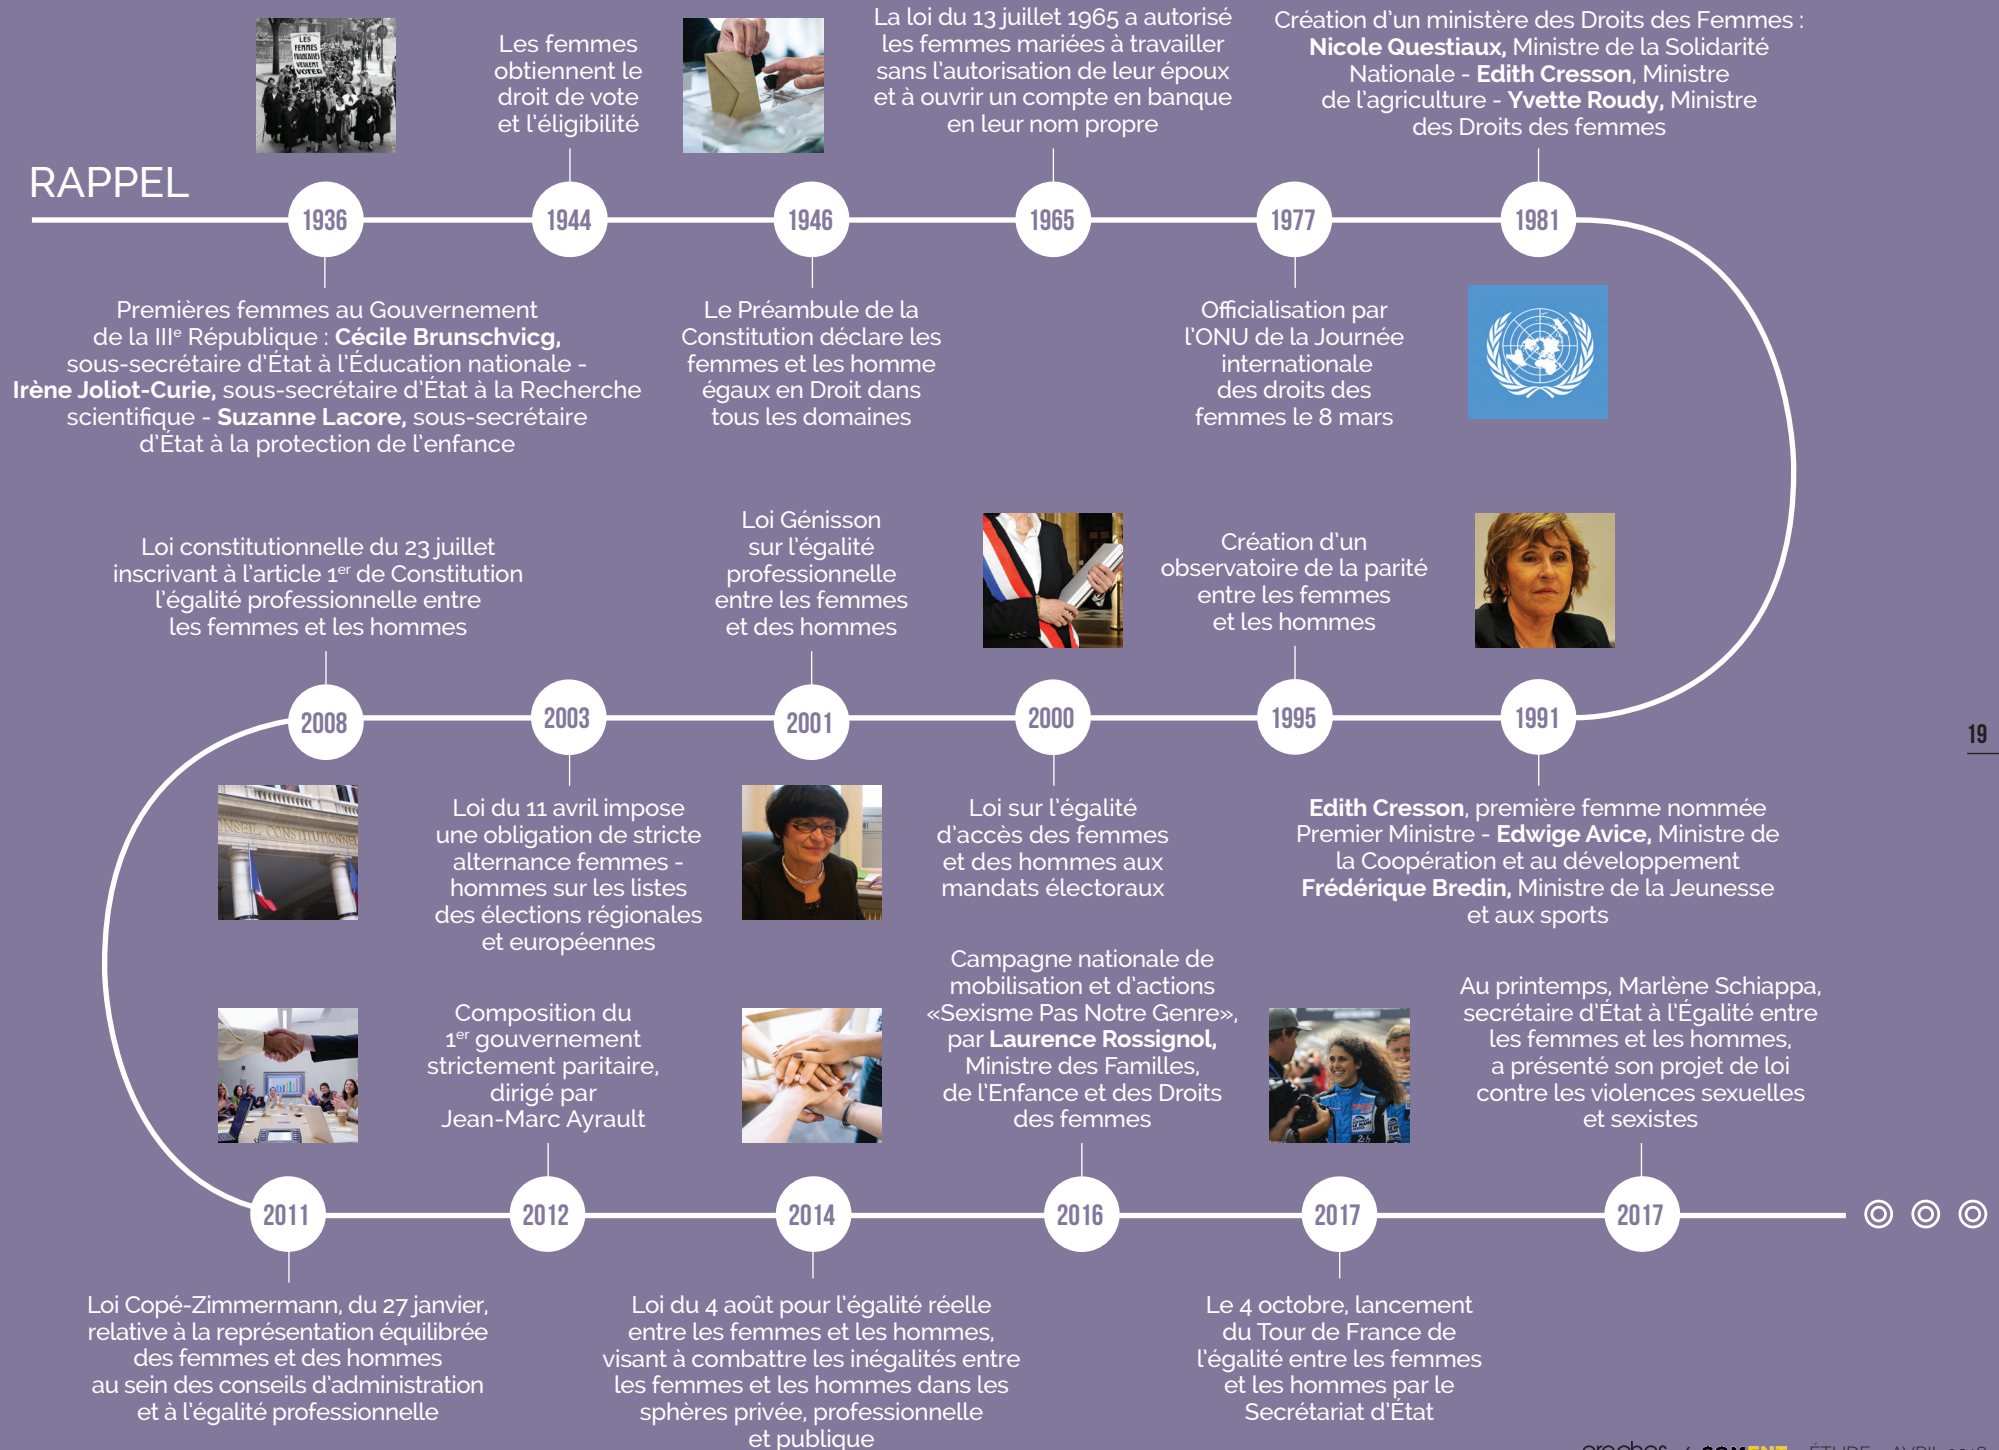 RAPPEL
LES
FEMMES
FRANÇAISES
VEULENT
VOTER
1936
Premières femmes au Gouvernement
de la IIIe République : Cécile Brunschvicg,
sous-secrétaire d'État à l'Éducation nationale -
Irène Joliot-Curie, sous-secrétaire d'État à la Recherche
scientifique - Suzanne Lacore, sous-secrétaire
d'État à la protection de l'enfance
Les femmes
obtiennent le
droit de vote
et l'éligibilité
1944
1946
Le Préambule de la
Constitution déclare les
femmes et les homme
égaux en Droit dans
tous les domaines
La loi du 13 juillet 1965 a autorisé
les femmes mariées à travailler
sans l'autorisation de leur époux
et à ouvrir un compte en banque
en leur nom propre
1965
1977
Officialisation par
l'ONU de la Journée
internationale
des droits des
femmes le 8 mars
Création d'un ministère des Droits des Femmes :
Nicole Questiaux, Ministre de la Solidarité
Nationale - Edith Cresson, Ministre
de l'agriculture - Yvette Roudy, Ministre
des Droits des femmes
1981
1991
Edith Cresson, première femme nommée
Premier Ministre - Edwige Avice, Ministre de
la Coopération et au développement
Frédérique Bredin, Ministre de la Jeunesse
et aux sports
Création d'un
observatoire de la parité
entre les femmes
et les hommes
1995
2000
Loi sur l'égalité
d'accès des femmes
et des hommes aux
mandats électoraux
Loi Génisson
sur l'égalité
professionnelle
entre les femmes
et des hommes
2001
2003
Loi du 11 avril impose
une obligation de stricte
alternance femmes -
hommes sur les listes
des élections régionales
et européennes
Loi constitutionnelle du 23 juillet
inscrivant à l'article 1er de Constitution
l'égalité professionnelle entre
les femmes et les hommes
2008
CONSTITUTIONNEL
2011
Loi Copé-Zimmermann, du 27 janvier,
relative à la représentation équilibrée
des femmes et des hommes
au sein des conseils d'administration
et à l'égalité professionnelle
Composition du
1er gouvernement
strictement paritaire,
dirigé par
Jean-Marc Ayrault
2012
2014
Loi du 4 août pour l'égalité réelle
entre les femmes et les hommes,
visant à combattre les inégalités entre
les femmes et les hommes dans les
sphères privée, professionnelle
et publique
Campagne nationale de
mobilisation et d'actions
«Sexisme Pas Notre Genre»,
par Laurence Rossignol,
Ministre des Familles,
de l'Enfance et des Droits
des femmes
2016
2017
Le 4 octobre, lancement
du Tour de France de
l'égalité entre les femmes
et les hommes par le
Secrétariat d'État
Au printemps, Marlène Schiappa,
secrétaire d'État à l'Égalité entre
les femmes et les hommes,
a présenté son projet de loi
contre les violences sexuelles
et sexistes
2017
19